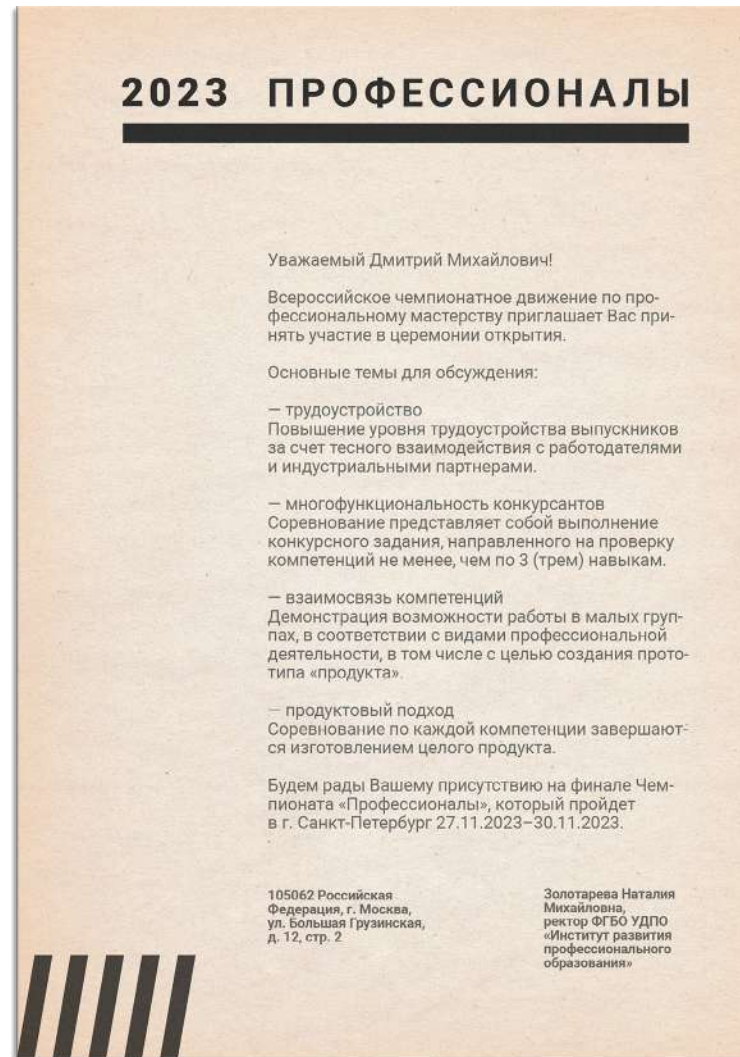 2023 ПРОФЕССИОНАЛЫ
Уважаемый Дмитрий Михайлович!
Всероссийское чемпионатное движение по про-
фессиональному мастерству приглашает Вас при-
нять участие в церемонии открытия.
Основные темы для обсуждения:
— трудоустройство
Повышение уровня трудоустройства выпускников
за счет тесного взаимодействия с работодателями
и индустриальными партнерами.
— многофункциональность конкурсантов
Соревнование представляет собой выполнение
конкурсного задания, направленного на проверку
компетенций не менее, чем по 3 (трем) навыкам.
— взаимосвязь компетенций
Демонстрация возможности работы в малых груп-
пах, в соответствии с видами профессиональной
деятельности, в том числе с целью создания прото-
типа «продукта».
— продуктовый подход
Соревнование по каждой компетенции завершают-
ся изготовлением целого продукта.
Будем рады Вашему присутствию на финале Чем-
пионата «Профессионалы», который пройдет
в г. Санкт-Петербург 27.11.2023–30.11.2023.
105062 Российская
Федерация, г. Москва,
ул. Большая Грузинская,
д. 12, стр. 2
Золотарева Наталия
Михайловна,
ректор ФГБО УДПО
«Институт развития
профессионального
образования»